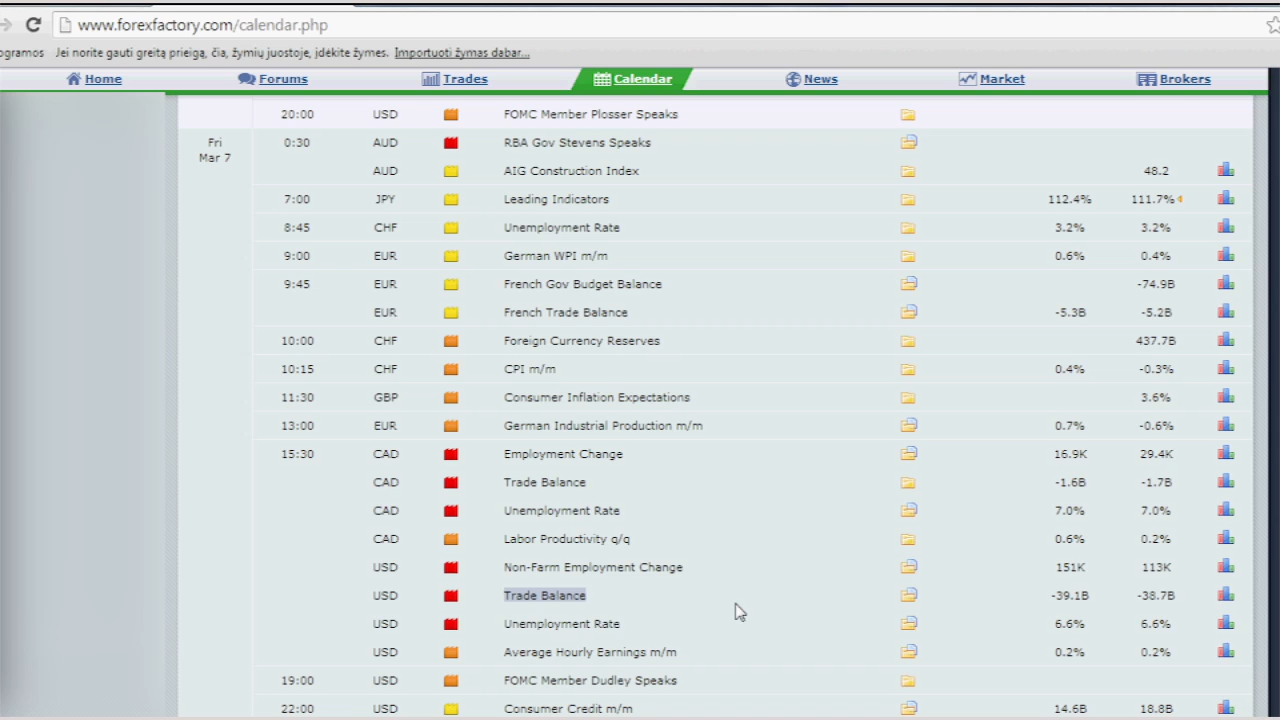 www.forexfactory.com/calendar.php
ogramos Jei norite gauti greitą prieigą, čia, žymių juostoje, įdėkite žymes. Importuoti žymas dabar...
Home Forums Trades Calendar News Market Brokers
20:00 USD FOMC Member Plosser Speaks
Fri 0:30 AUD RBA Gov Stevens Speaks
Mar 7
AUD AIG Construction Index 48.2
7:00 JPY Leading Indicators 112.4% 111.7%
8:45 CHF Unemployment Rate 3.2% 3.2%
9:00 EUR German WPI m/m 0.6% 0.4%
9:45 EUR French Gov Budget Balance -74.9B
EUR French Trade Balance -5.3B -5.2B
10:00 CHF Foreign Currency Reserves 437.7B
10:15 CHF CPI m/m 0.4% -0.3%
11:30 GBP Consumer Inflation Expectations 3.6%
13:00 EUR German Industrial Production m/m 0.7% -0.6%
15:30 CAD Employment Change 16.9K 29.4K
CAD Trade Balance -1.6B -1.7B
CAD Unemployment Rate 7.0% 7.0%
CAD Labor Productivity q/q 0.6% 0.2%
USD Non-Farm Employment Change 151K 113K
USD Trade Balance -39.1B -38.7B
USD Unemployment Rate 6.6% 6.6%
USD Average Hourly Earnings m/m 0.2% 0.2%
19:00 USD FOMC Member Dudley Speaks
22:00 USD Consumer Credit m/m 14.6B 18.8B